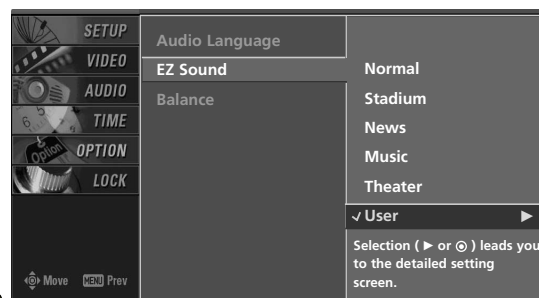 SETUP
VIDEO
AUDIO
TIME
OPTION
LOCK
Move MENU Prev
Audio Language
EZ Sound
Balance
Normal
Stadium
News
Music
Theater
✓ User ▶
Selection ( ▶ or ⊙ ) leads you
to the detailed setting
screen.